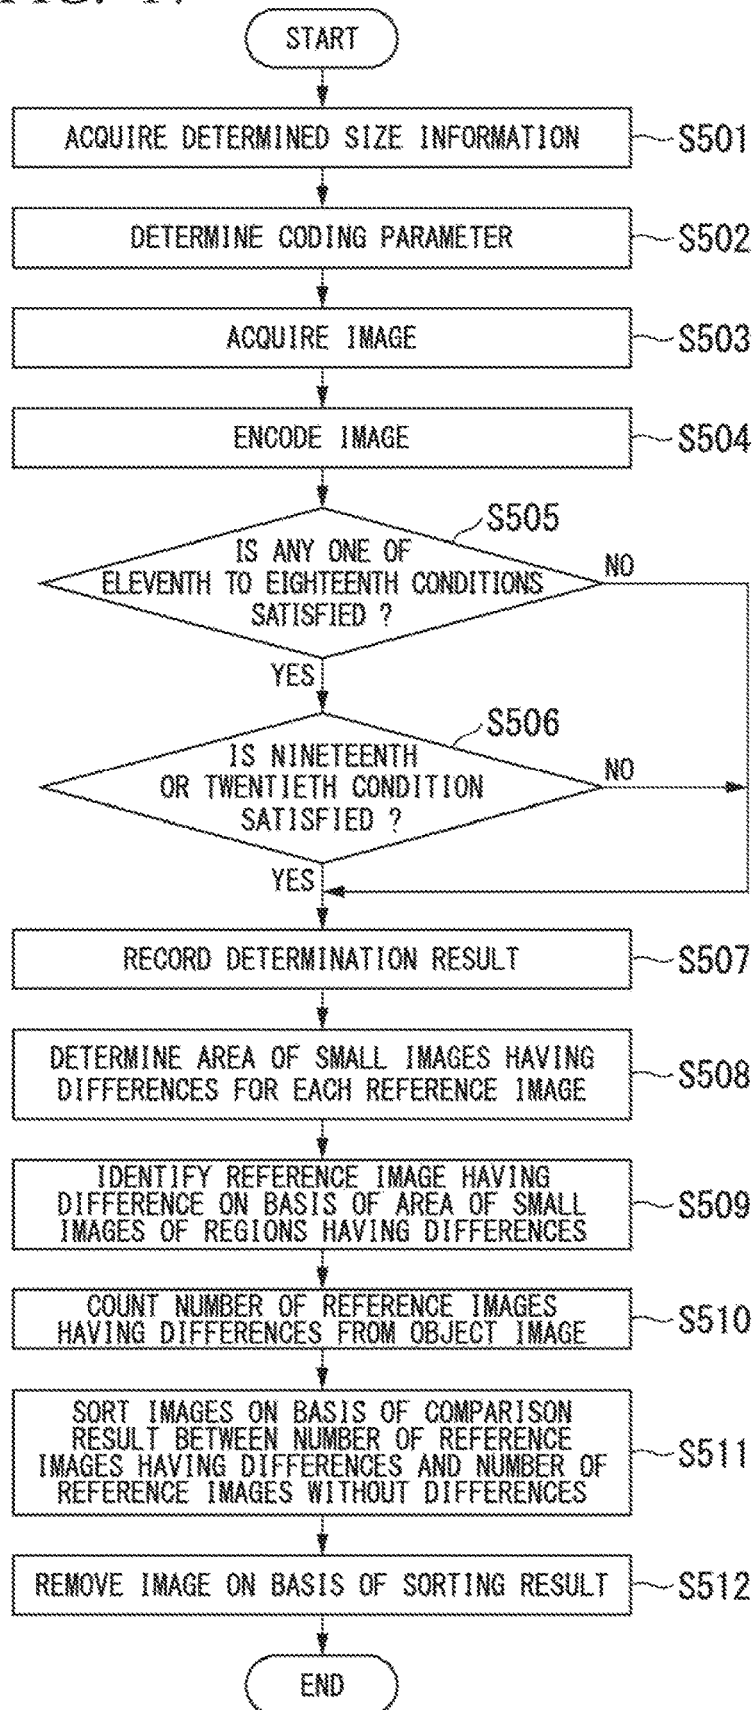 START
ACQUIRE DETERMINED SIZE INFORMATION
S501
DETERMINE CODING PARAMETER
S502
ACQUIRE IMAGE
S503
ENCODE IMAGE
S504
S505
IS ANY ONE OF
ELEVENTH TO EIGHTEENTH CONDITIONS
SATISFIED ?
NO
YES
S506
IS NINETEENTH
OR TWENTIETH CONDITION
SATISFIED ?
NO
YES
RECORD DETERMINATION RESULT
S507
DETERMINE AREA OF SMALL IMAGES HAVING
DIFFERENCES FOR EACH REFERENCE IMAGE
S508
IDENTIFY REFERENCE IMAGE HAVING
DIFFERENCE ON BASIS OF AREA OF SMALL
IMAGES OF REGIONS HAVING DIFFERENCES
S509
COUNT NUMBER OF REFERENCE IMAGES
HAVING DIFFERENCES FROM OBJECT IMAGE
S510
SORT IMAGES ON BASIS OF COMPARISON
RESULT BETWEEN NUMBER OF REFERENCE
IMAGES HAVING DIFFERENCES AND NUMBER OF
REFERENCE IMAGES WITHOUT DIFFERENCES
S511
REMOVE IMAGE ON BASIS OF SORTING RESULT
S512
END